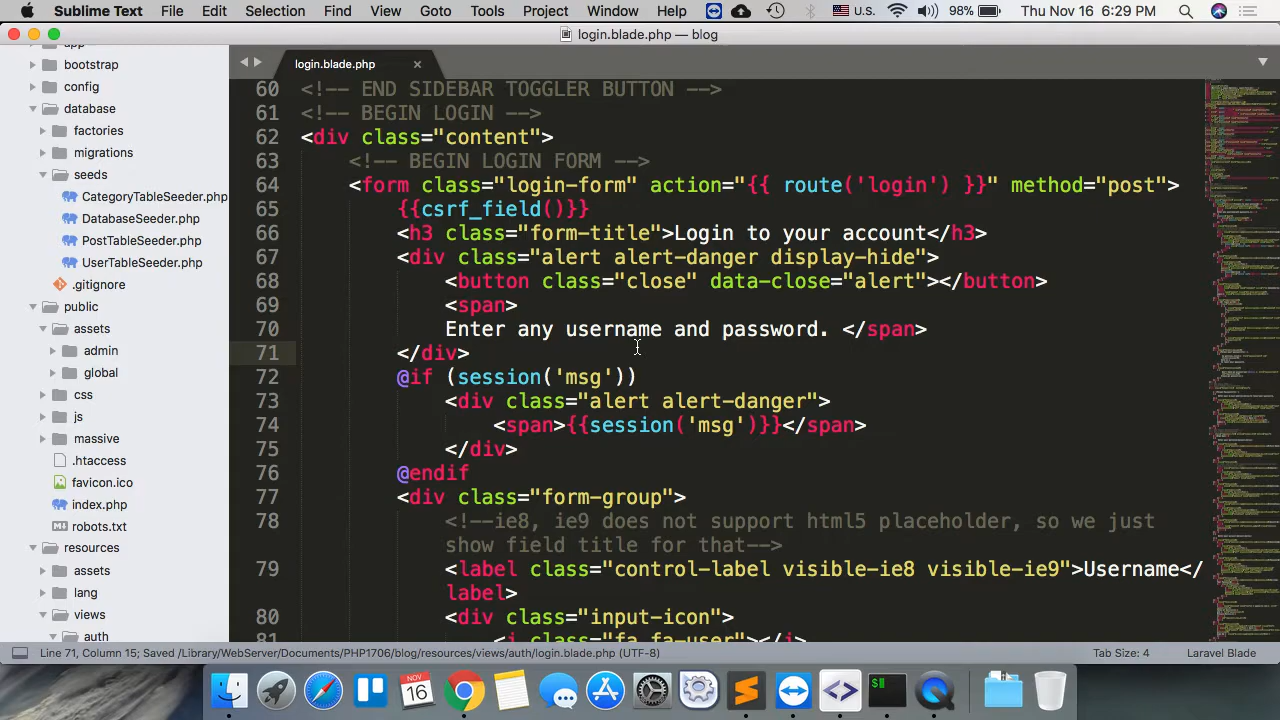 Sublime Text File Edit Selection Find View Goto Tools Project Window Help U.S. 98% Thu Nov 16 6:29 PM
login.blade.php — blog
app
bootstrap
config
database
factories
migrations
seeds
CategoryTableSeeder.php
DatabaseSeeder.php
PostTableSeeder.php
UserTableSeeder.php
.gitignore
public
assets
admin
global
css
js
massive
.htaccess
favicon.ico
index.php
robots.txt
resources
assets
lang
views
auth
login.blade.php ×
60 <!-- END SIDEBAR TOGGLER BUTTON -->
61 <!-- BEGIN LOGIN -->
62 <div class="content">
63 <!-- BEGIN LOGIN FORM -->
64 <form class="login-form" action="{{ route('login') }}" method="post">
65 {{csrf_field()}}
66 <h3 class="form-title">Login to your account</h3>
67 <div class="alert alert-danger display-hide">
68 <button class="close" data-close="alert"></button>
69 <span>
70 Enter any username and password. </span>
71 </div>
72 @if (session('msg'))
73 <div class="alert alert-danger">
74 <span>{{session('msg')}}</span>
75 </div>
76 @endif
77 <div class="form-group">
78 <!--ie8, ie9 does not support html5 placeholder, so we just
show field title for that-->
79 <label class="control-label visible-ie8 visible-ie9">Username</
label>
80 <div class="input-icon">
81 <i class="fa fa-user"></i>
Line 71, Column 15; Saved /Library/WebServer/Documents/PHP1706/blog/resources/views/auth/login.blade.php (UTF-8) Tab Size: 4 Laravel Blade
NOV
16